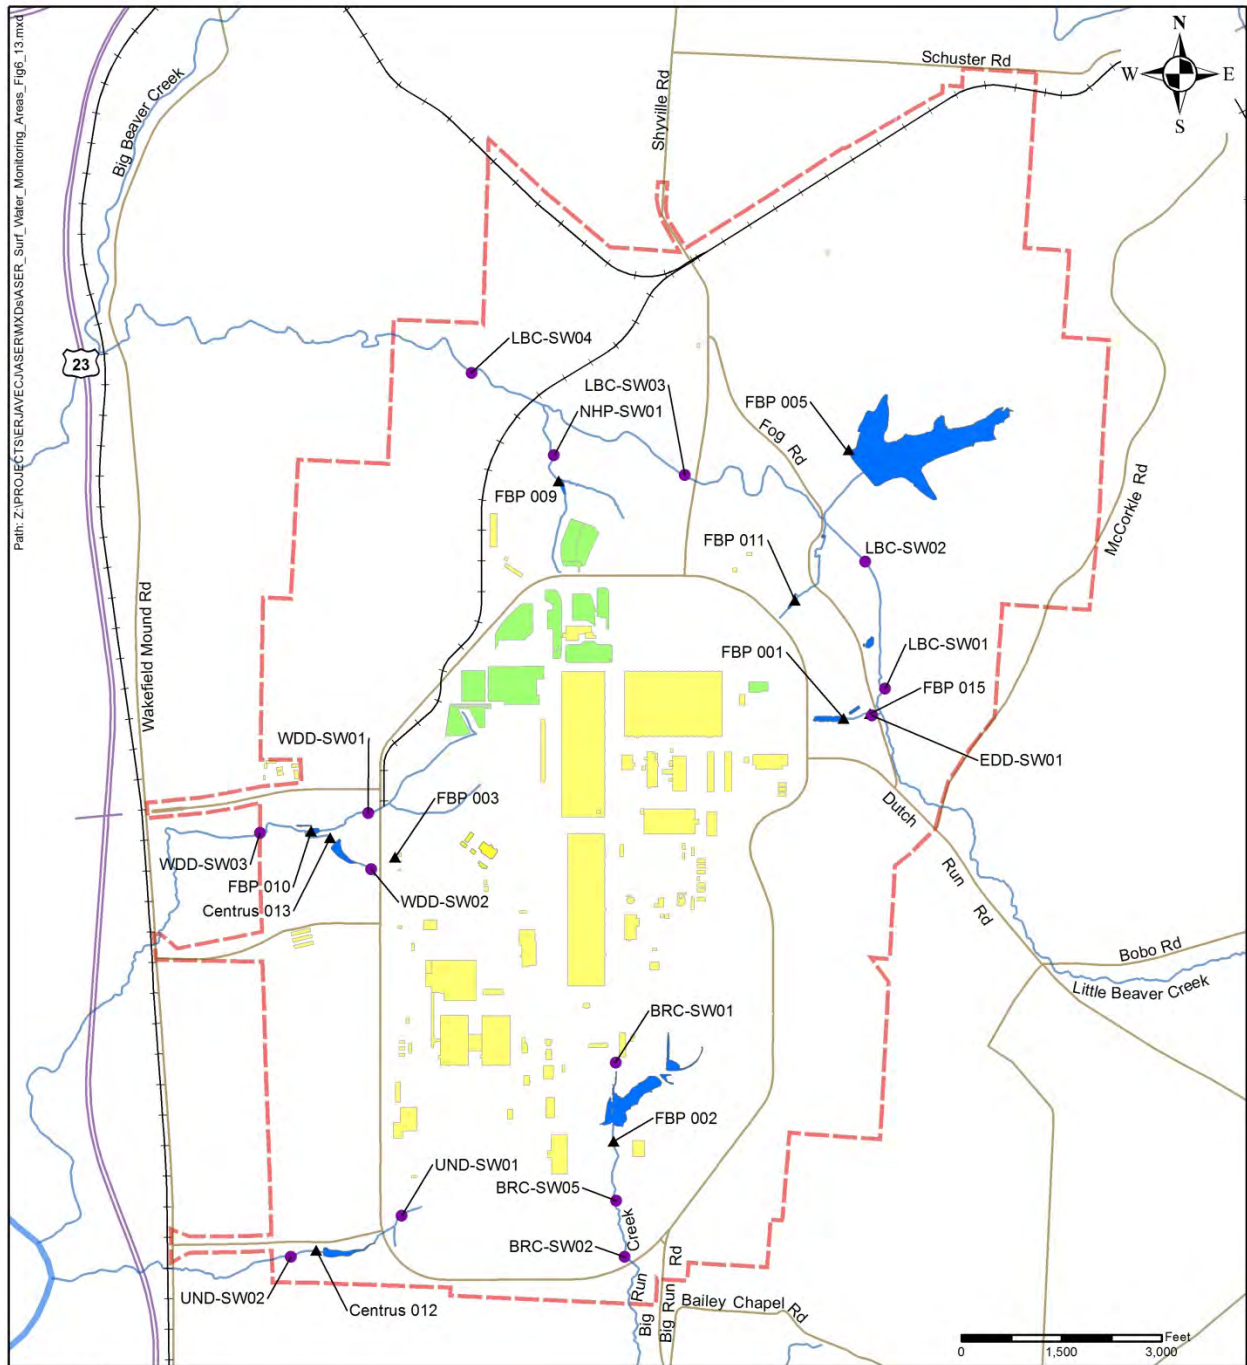 Path: Z:\PROJECTS\ERJAVECJ\ASER\MXDs\ASER_Surf_Water_Monitoring_Areas_Fig6_13.mxd
N
W
E
S
Schuster Rd
Shyville Rd
Big Beaver Creek
23
LBC-SW04
LBC-SW03
NHP-SW01
FBP 005
Fog Rd
FBP 009
McCorkle Rd
FBP 011
LBC-SW02
Wakefield Mound Rd
FBP 001
LBC-SW01
FBP 015
WDD-SW01
EDD-SW01
FBP 003
Dutch Run Rd
WDD-SW03
FBP 010
Centrus 013
WDD-SW02
Bobo Rd
Little Beaver Creek
BRC-SW01
FBP 002
UND-SW01
BRC-SW05
BRC-SW02
Big Run Creek
Big Run Rd
UND-SW02
Centrus 012
Bailey Chapel Rd
Feet
0 1,500 3,000